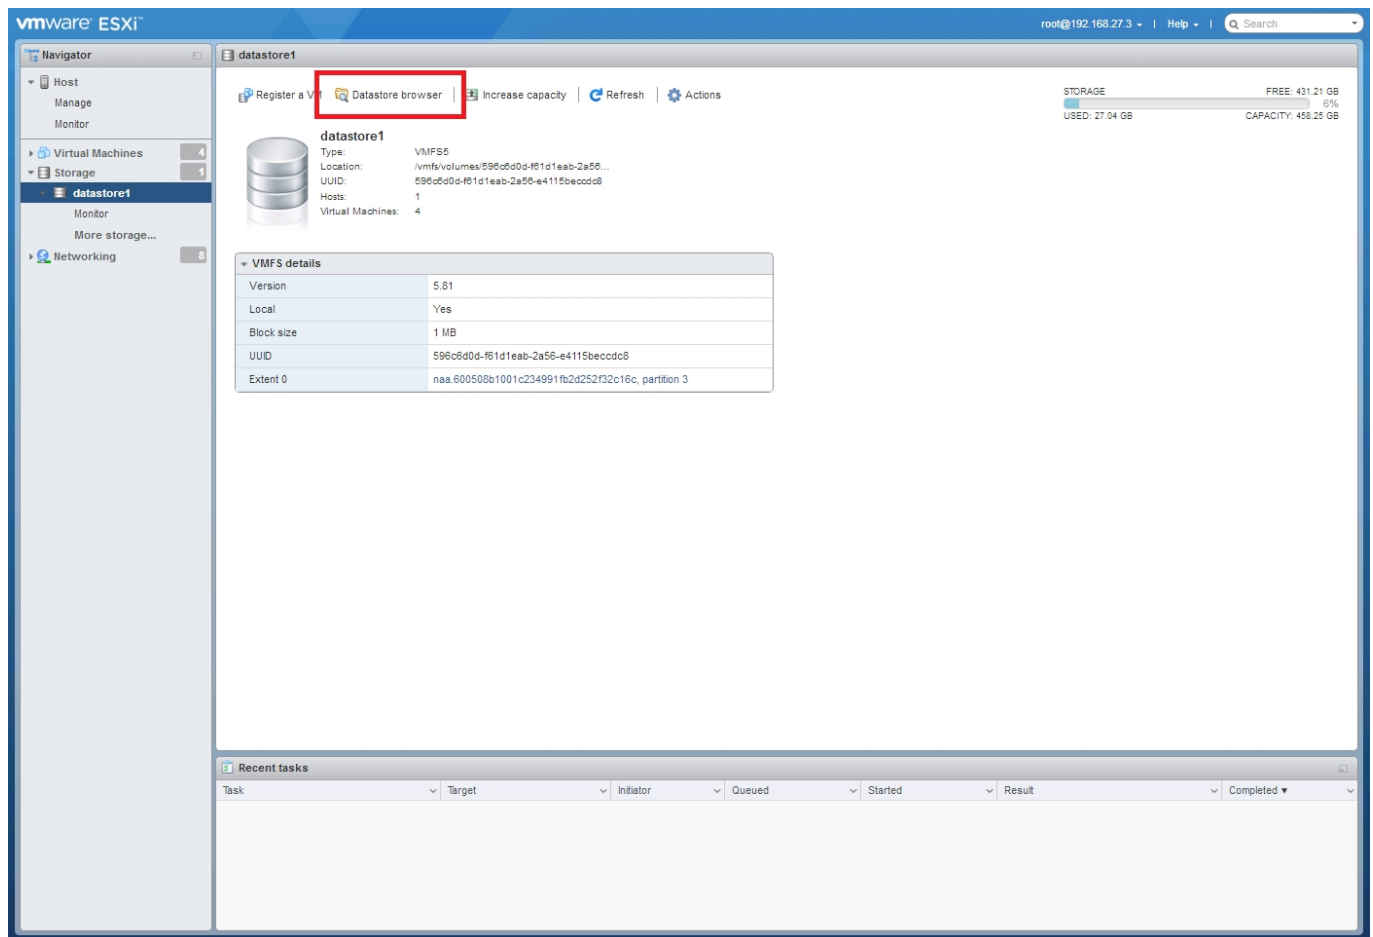 vmware ESXi™
root@192.168.27.3 | Help | Search
Navigator
Host
Manage
Monitor
Virtual Machines 4
Storage 1
datastore1
Monitor
More storage...
Networking 8
datastore1
Register a VM Datastore browser | Increase capacity | Refresh | Actions
STORAGE FREE: 431.21 GB
6%
USED: 27.04 GB CAPACITY: 458.25 GB
datastore1
Type: VMFS5
Location: /vmfs/volumes/596c6d0d-f61d1eab-2a56...
UUID: 596c6d0d-f61d1eab-2a56-e4115beccdc8
Hosts: 1
Virtual Machines: 4
VMFS details
Version 5.81
Local Yes
Block size 1 MB
UUID 596c6d0d-f61d1eab-2a56-e4115beccdc8
Extent 0 naa.600508b1001c234991fb2d252f32c16c, partition 3
Recent tasks
Task Target Initiator Queued Started Result Completed ▼